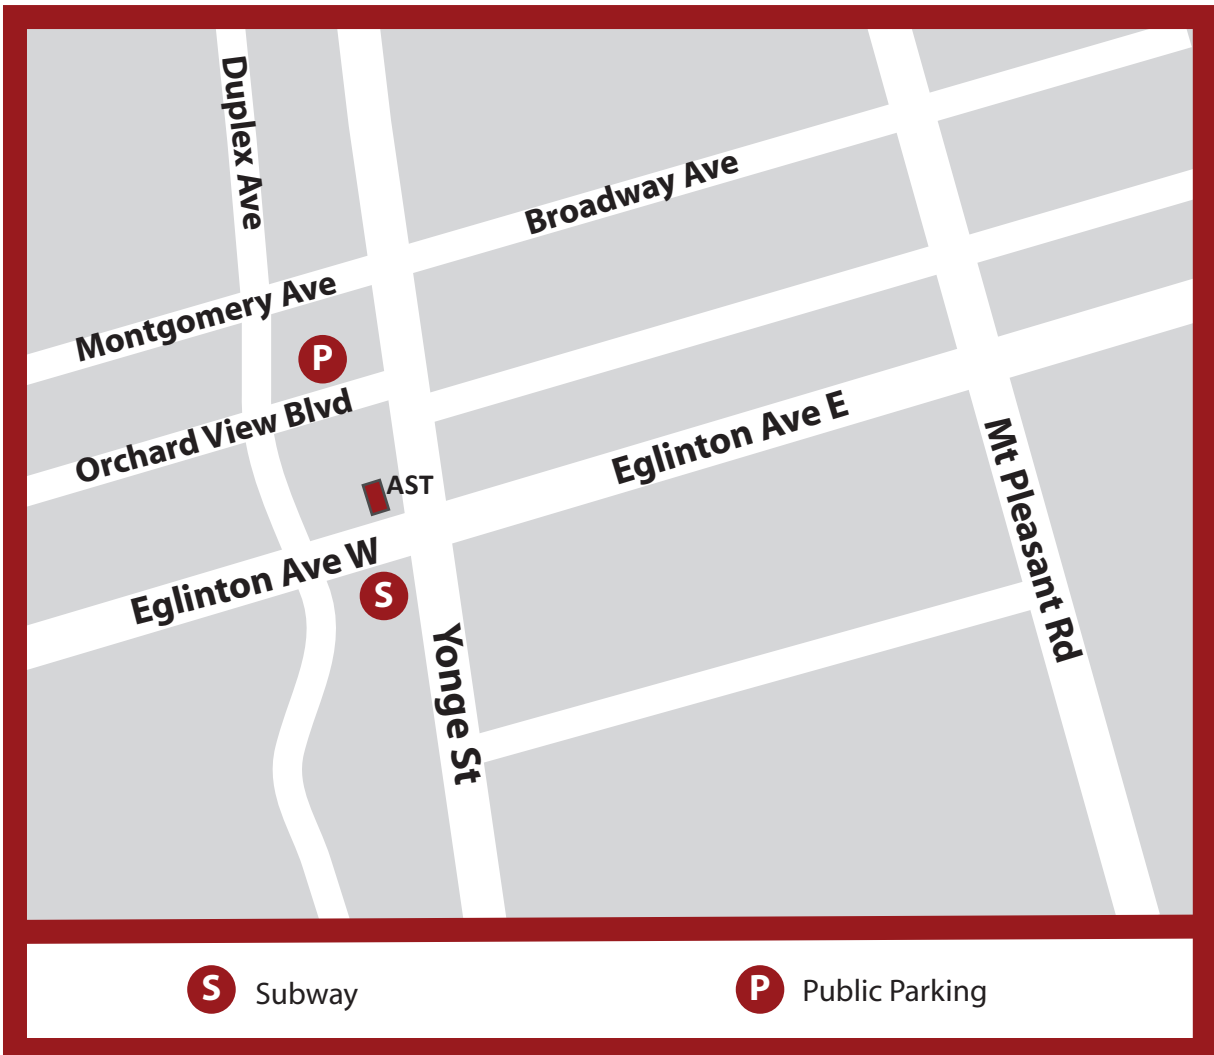 Duplex Ave
Broadway Ave
Montgomery Ave
P
Orchard View Blvd
Eglinton Ave E
AST
Mt Pleasant Rd
Eglinton Ave W
S
Yonge St
S Subway
P Public Parking